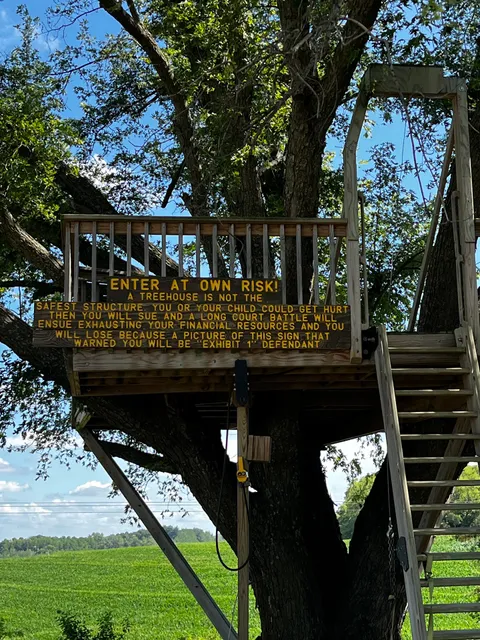 ENTER AT OWN RISK!
A TREEHOUSE IS NOT THE
SAFEST STRUCTURE YOU OR YOUR CHILD COULD GET HURT
THEN YOU WILL SUE AND A LONG COURT BATTLE WILL
ENSUE EXHAUSTING YOUR FINANCIAL RESOURCES AND YOU
WILL LOSE BECAUSE A PICTURE OF THIS SIGN THAT
WARNED YOU WILL BE "EXHIBIT 1" DEFENDANT